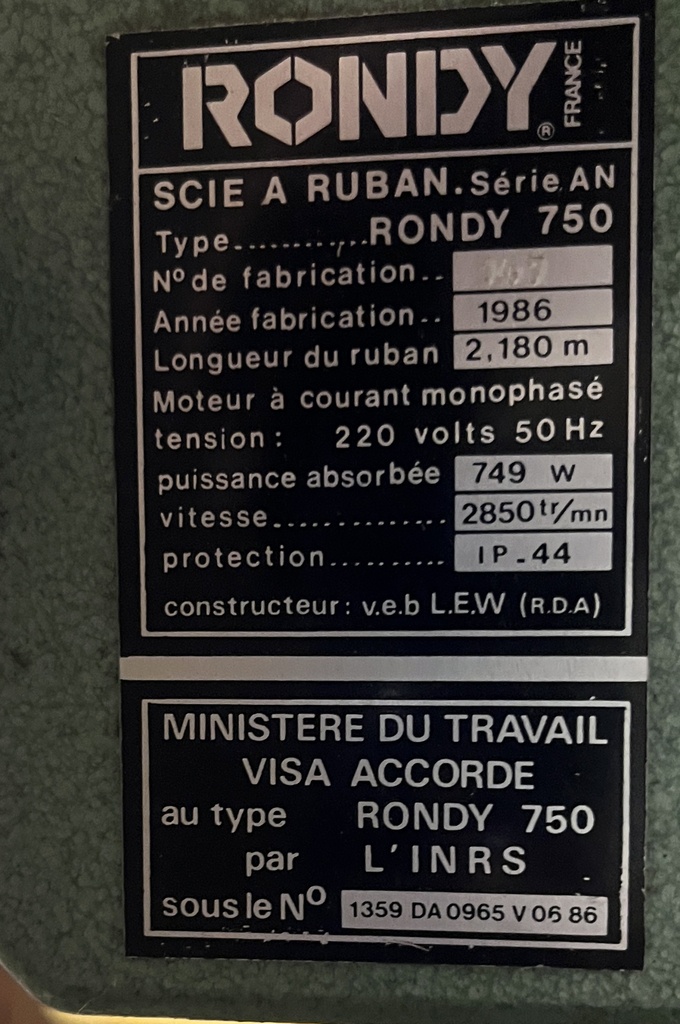 RONDY ® FRANCE
SCIE A RUBAN. Série AN
Type............RONDY 750
Nº de fabrication..
Année fabrication.. 1986
Longueur du ruban 2,180 m
Moteur à courant monophasé
tension : 220 volts 50 Hz
puissance absorbée 749 W
vitesse.............. 2850 tr/mn
protection.......... IP-44
constructeur: v.e.b L.E.W (R.D.A)
MINISTERE DU TRAVAIL
VISA ACCORDE
au type RONDY 750
par L'INRS
sous le Nº 1359 DA 0965 V 06 86